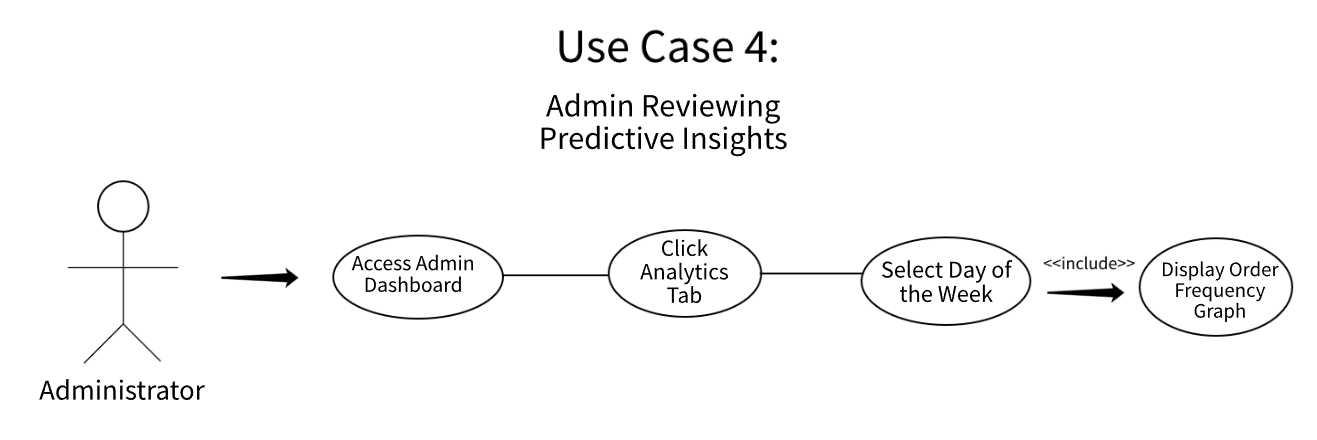 Use Case 4:
Admin Reviewing
Predictive Insights
Access Admin
Dashboard
Click
Analytics
Tab
Select Day of
the Week
<<include>>
Display Order
Frequency
Graph
Administrator